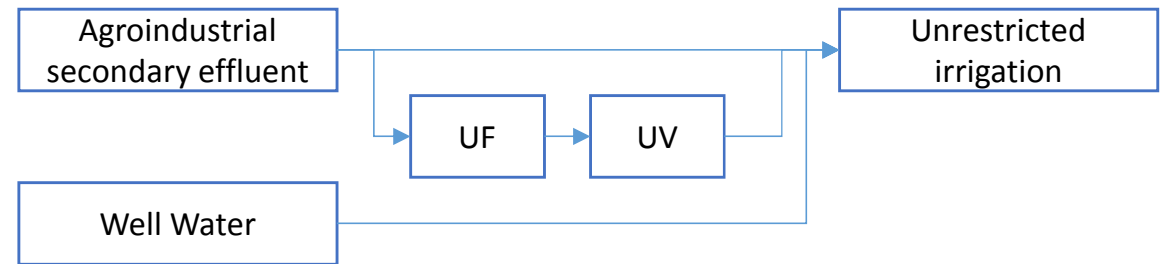 Agroindustrial
secondary effluent
Unrestricted
irrigation
UF
UV
Well Water